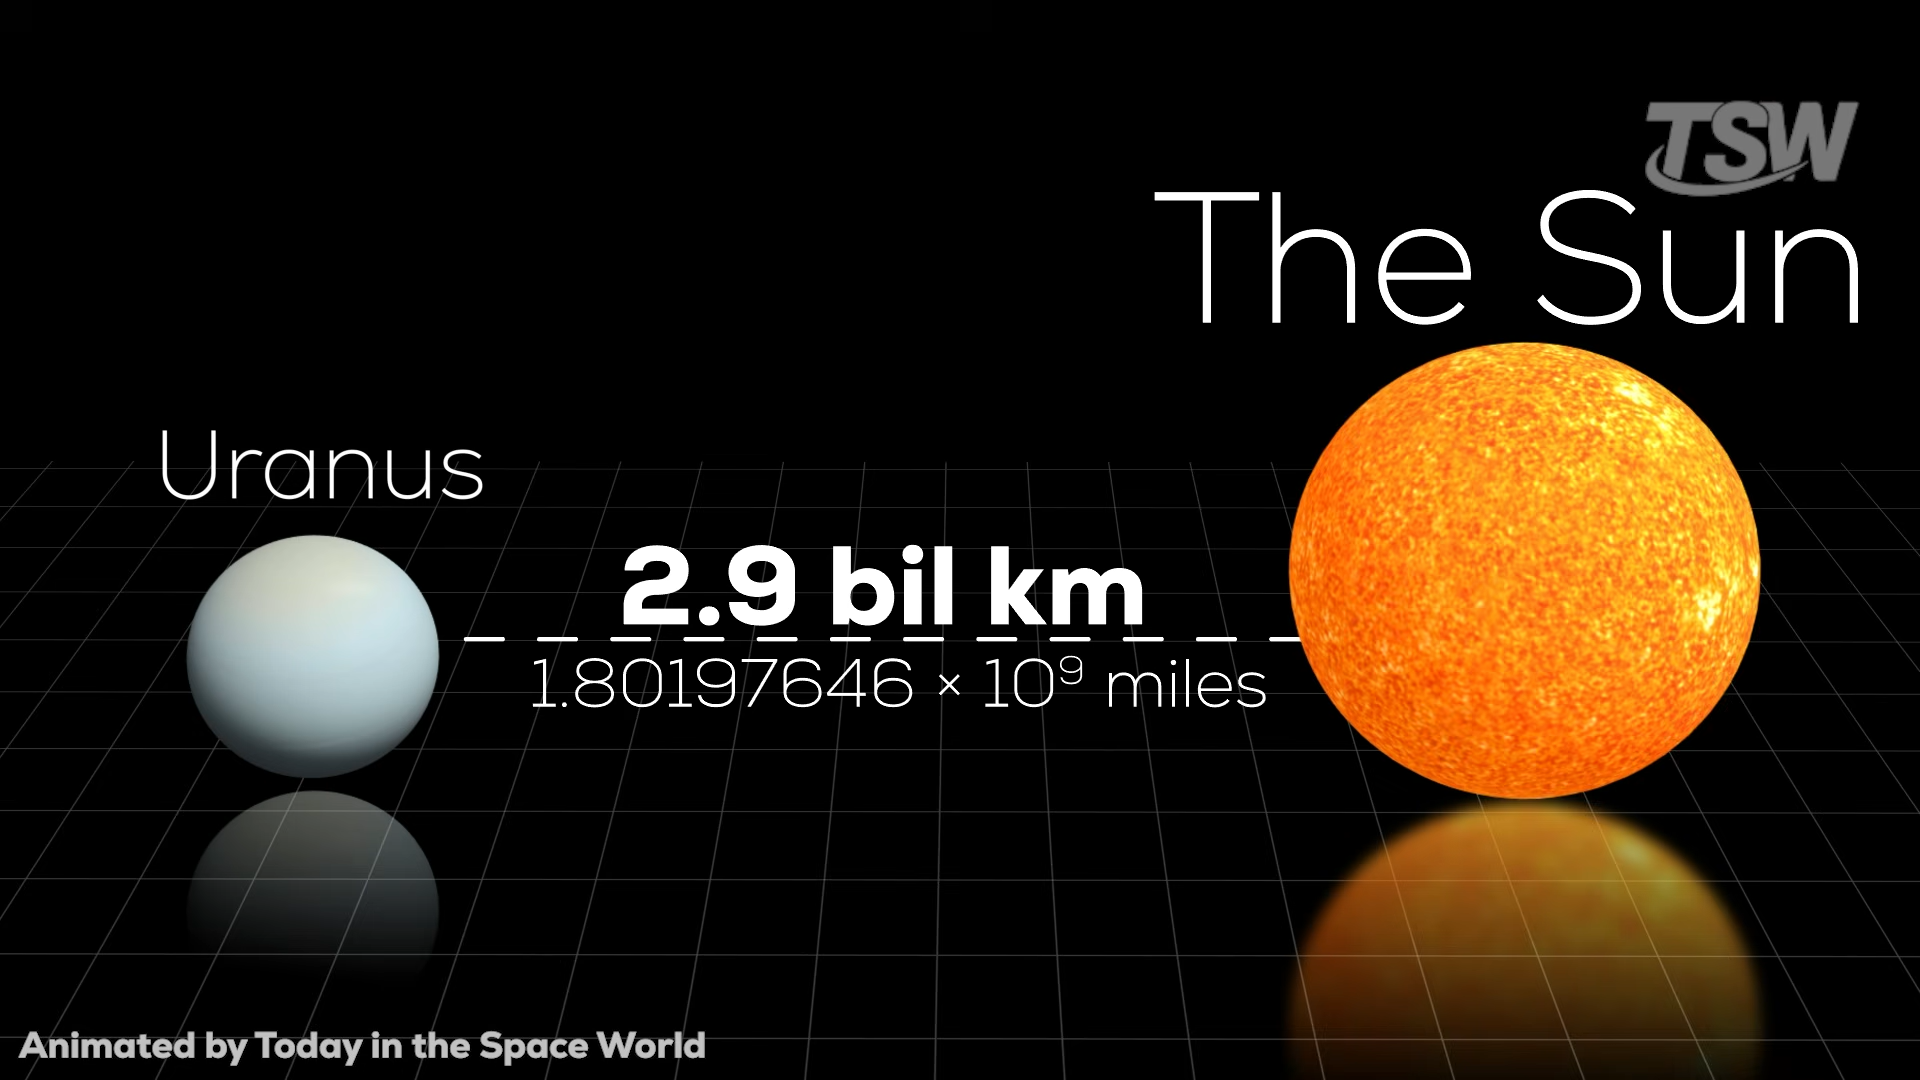 TSW
The Sun
Uranus
2.9 bil km
1.80197646 × 10⁹ miles
Animated by Today in the Space World